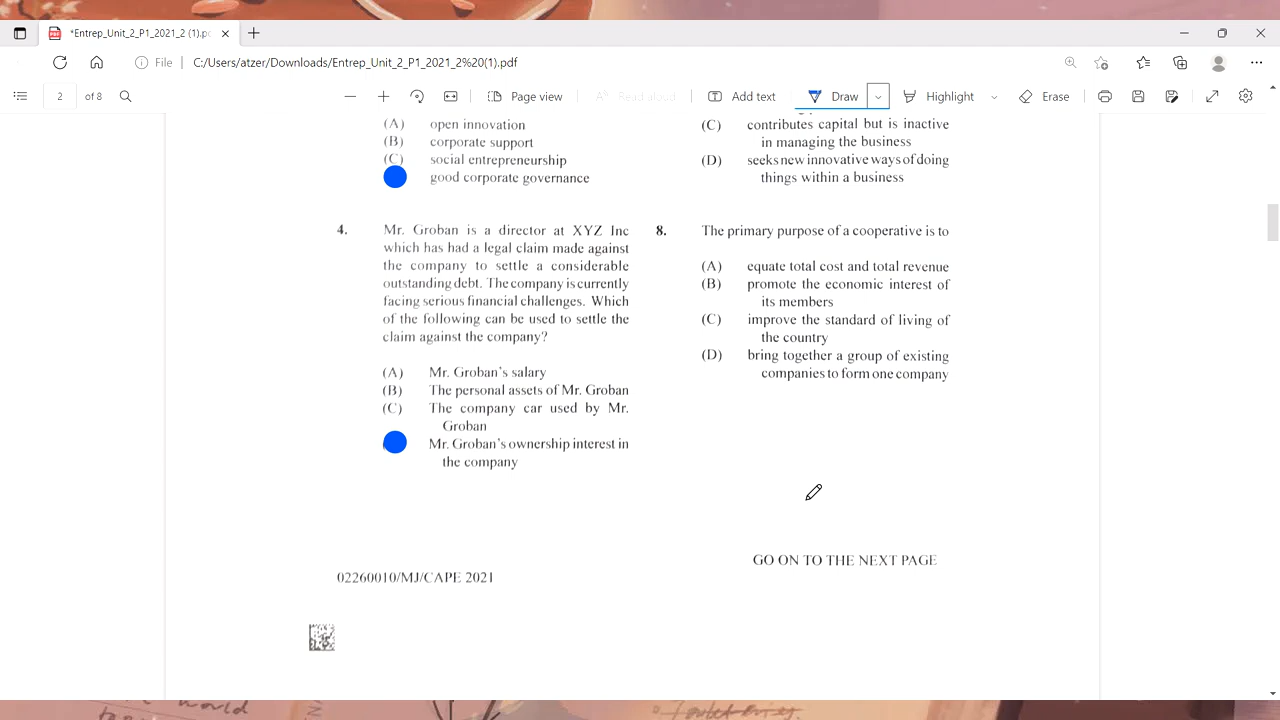 *Entrep_Unit_2_P1_2021_2 (1).p
File
C:/Users/atzer/Downloads/Entrep_Unit_2_P1_2021_2%20(1).pdf
2 of 8
Page view
Read aloud
Add text
Draw
Highlight
Erase
(A) open innovation
(B) corporate support
(C) social entrepreneurship
good corporate governance
4. Mr. Groban is a director at XYZ Inc
which has had a legal claim made against
the company to settle a considerable
outstanding debt. The company is currently
facing serious financial challenges. Which
of the following can be used to settle the
claim against the company?
(A) Mr. Groban's salary
(B) The personal assets of Mr. Groban
(C) The company car used by Mr.
Groban
Mr. Groban's ownership interest in
the company
02260010/MJ/CAPE 2021
(C) contributes capital but is inactive
in managing the business
(D) seeks new innovative ways of doing
things within a business
8. The primary purpose of a cooperative is to
(A) equate total cost and total revenue
(B) promote the economic interest of
its members
(C) improve the standard of living of
the country
(D) bring together a group of existing
companies to form one company
GO ON TO THE NEXT PAGE
would